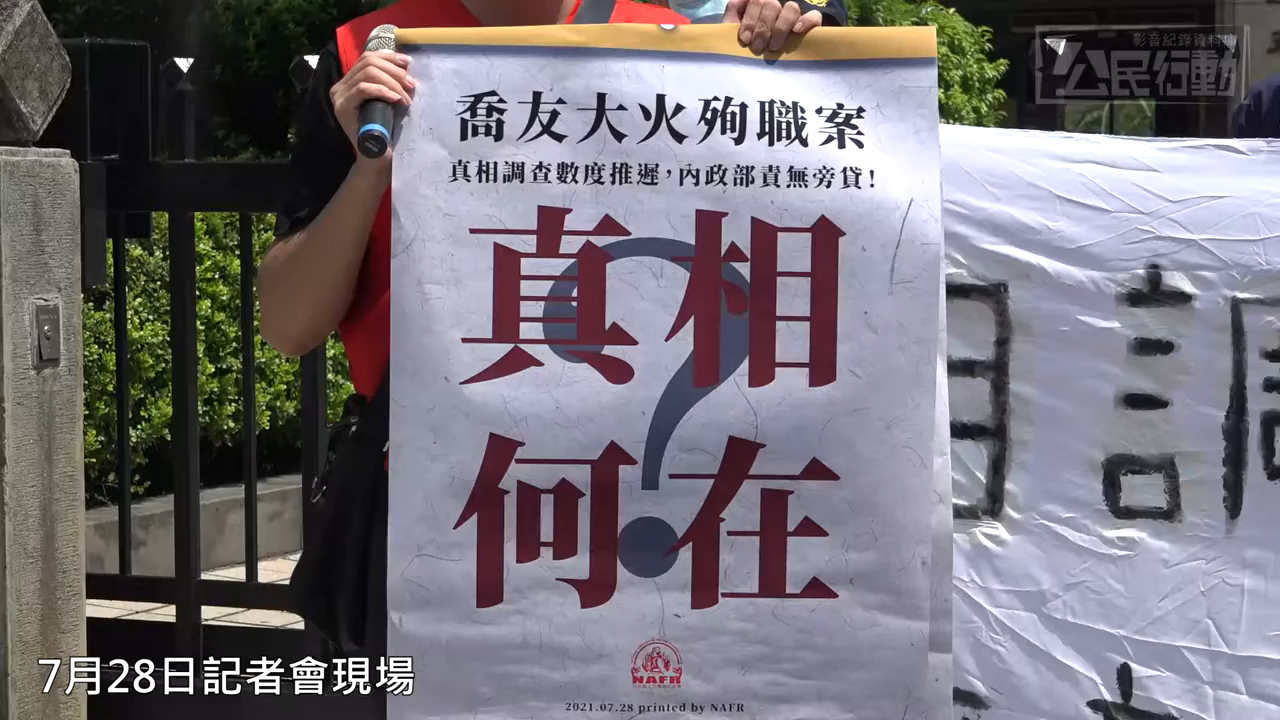 影音紀錄資料庫
公民行動
喬友大火殉職案
真相調查數度推遲，內政部責無旁貸！
真相
何在
?
NAFR
2021.07.28 printed by NAFR
7月28日記者會現場